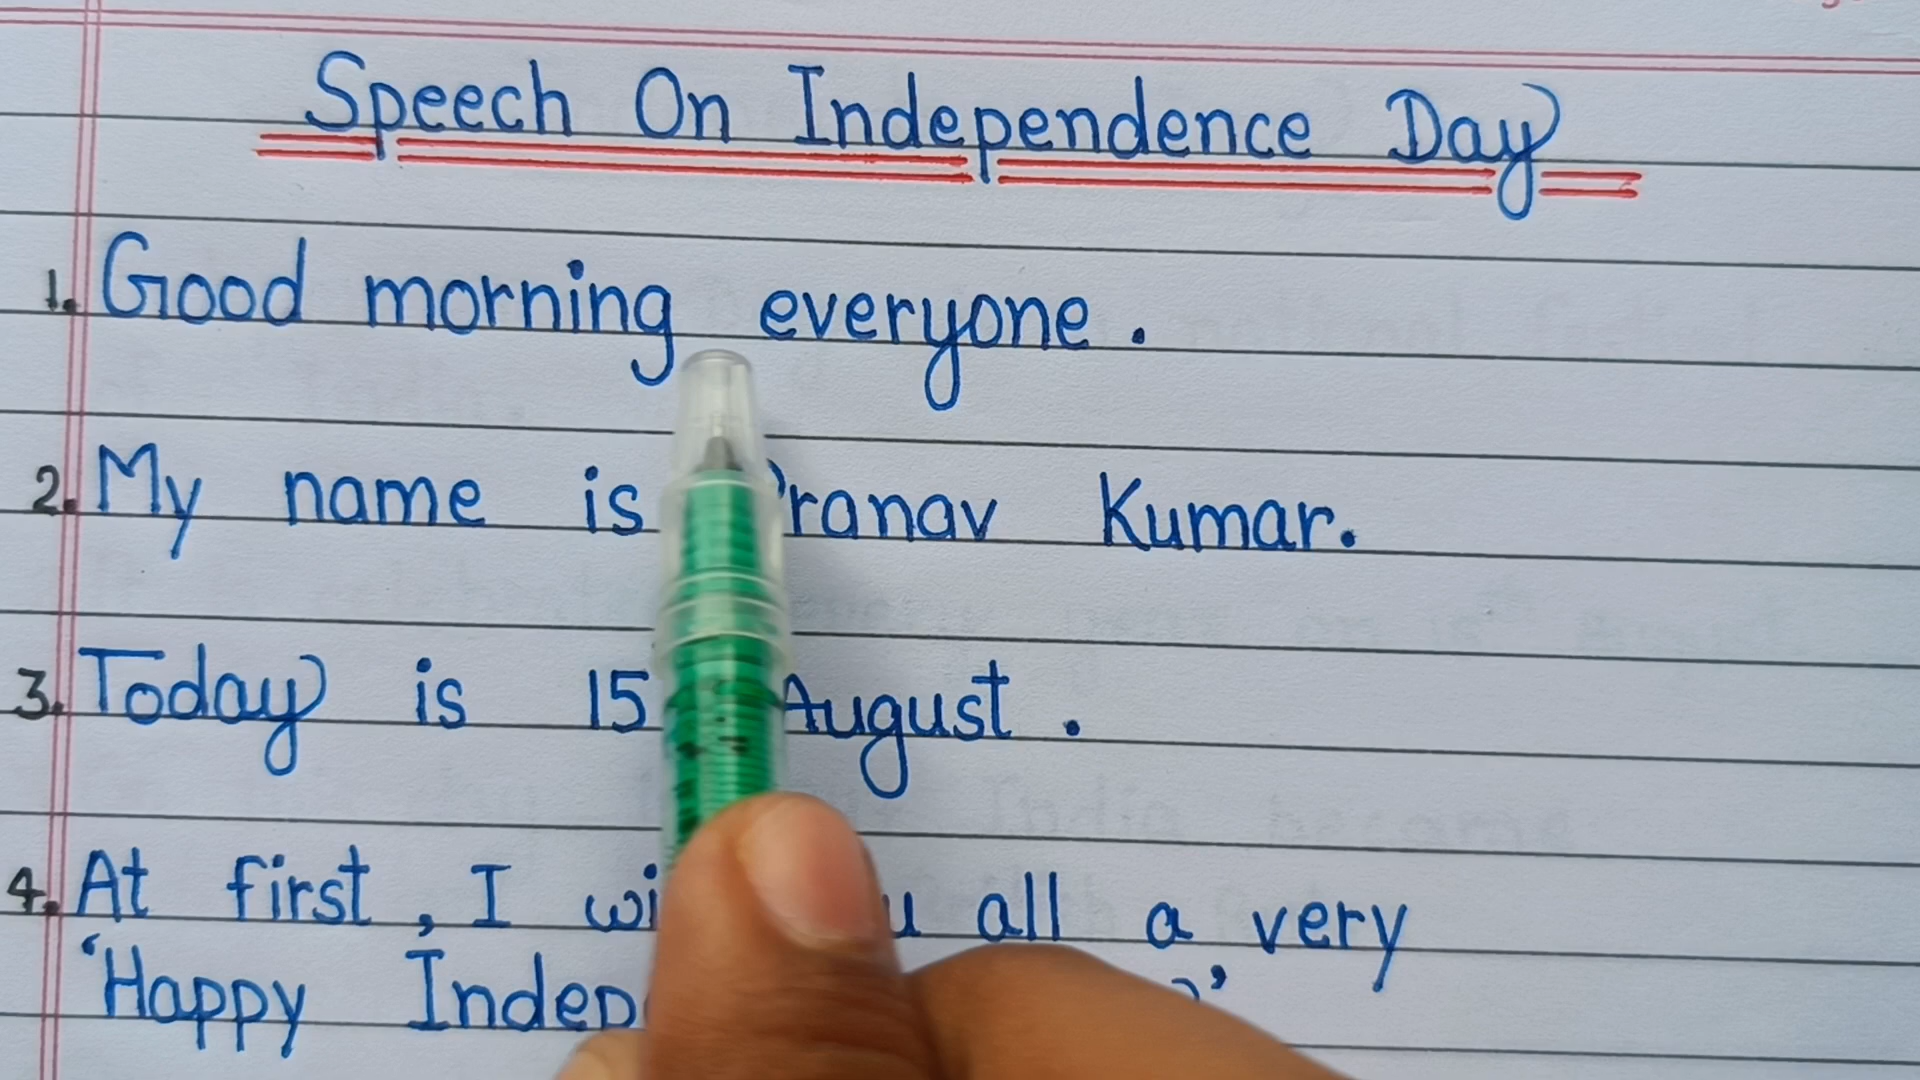 Speech On Independence Day
1. Good morning everyone.
2. My name is Pranav Kumar.
3. Today is 15 August.
4. At first, I all a very
'Happy